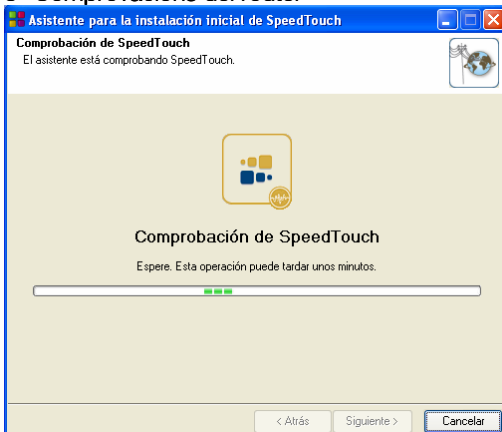 Asistente para la instalación inicial de SpeedTouch
Comprobación de SpeedTouch
El asistente está comprobando SpeedTouch.
Comprobación de SpeedTouch
Espere. Esta operación puede tardar unos minutos.
< Atrás
Siguiente >
Cancelar